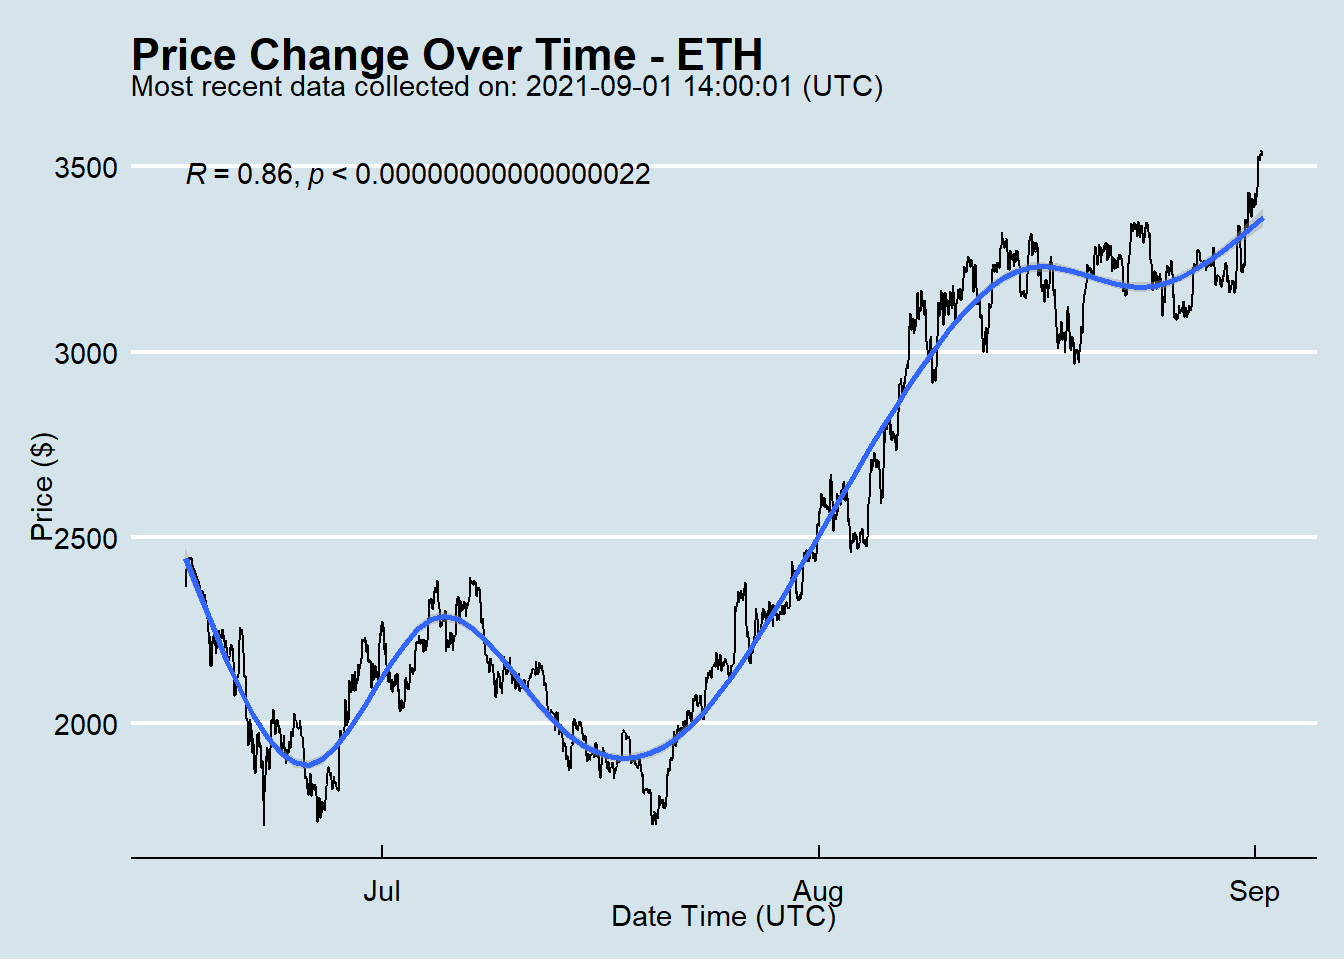 Price Change Over Time - ETH
Most recent data collected on: 2021-09-01 14:00:01 (UTC)
R = 0.86, p < 0.00000000000000022
3500
3000
2500
2000
Price ($)
Jul
Aug
Sep
Date Time (UTC)